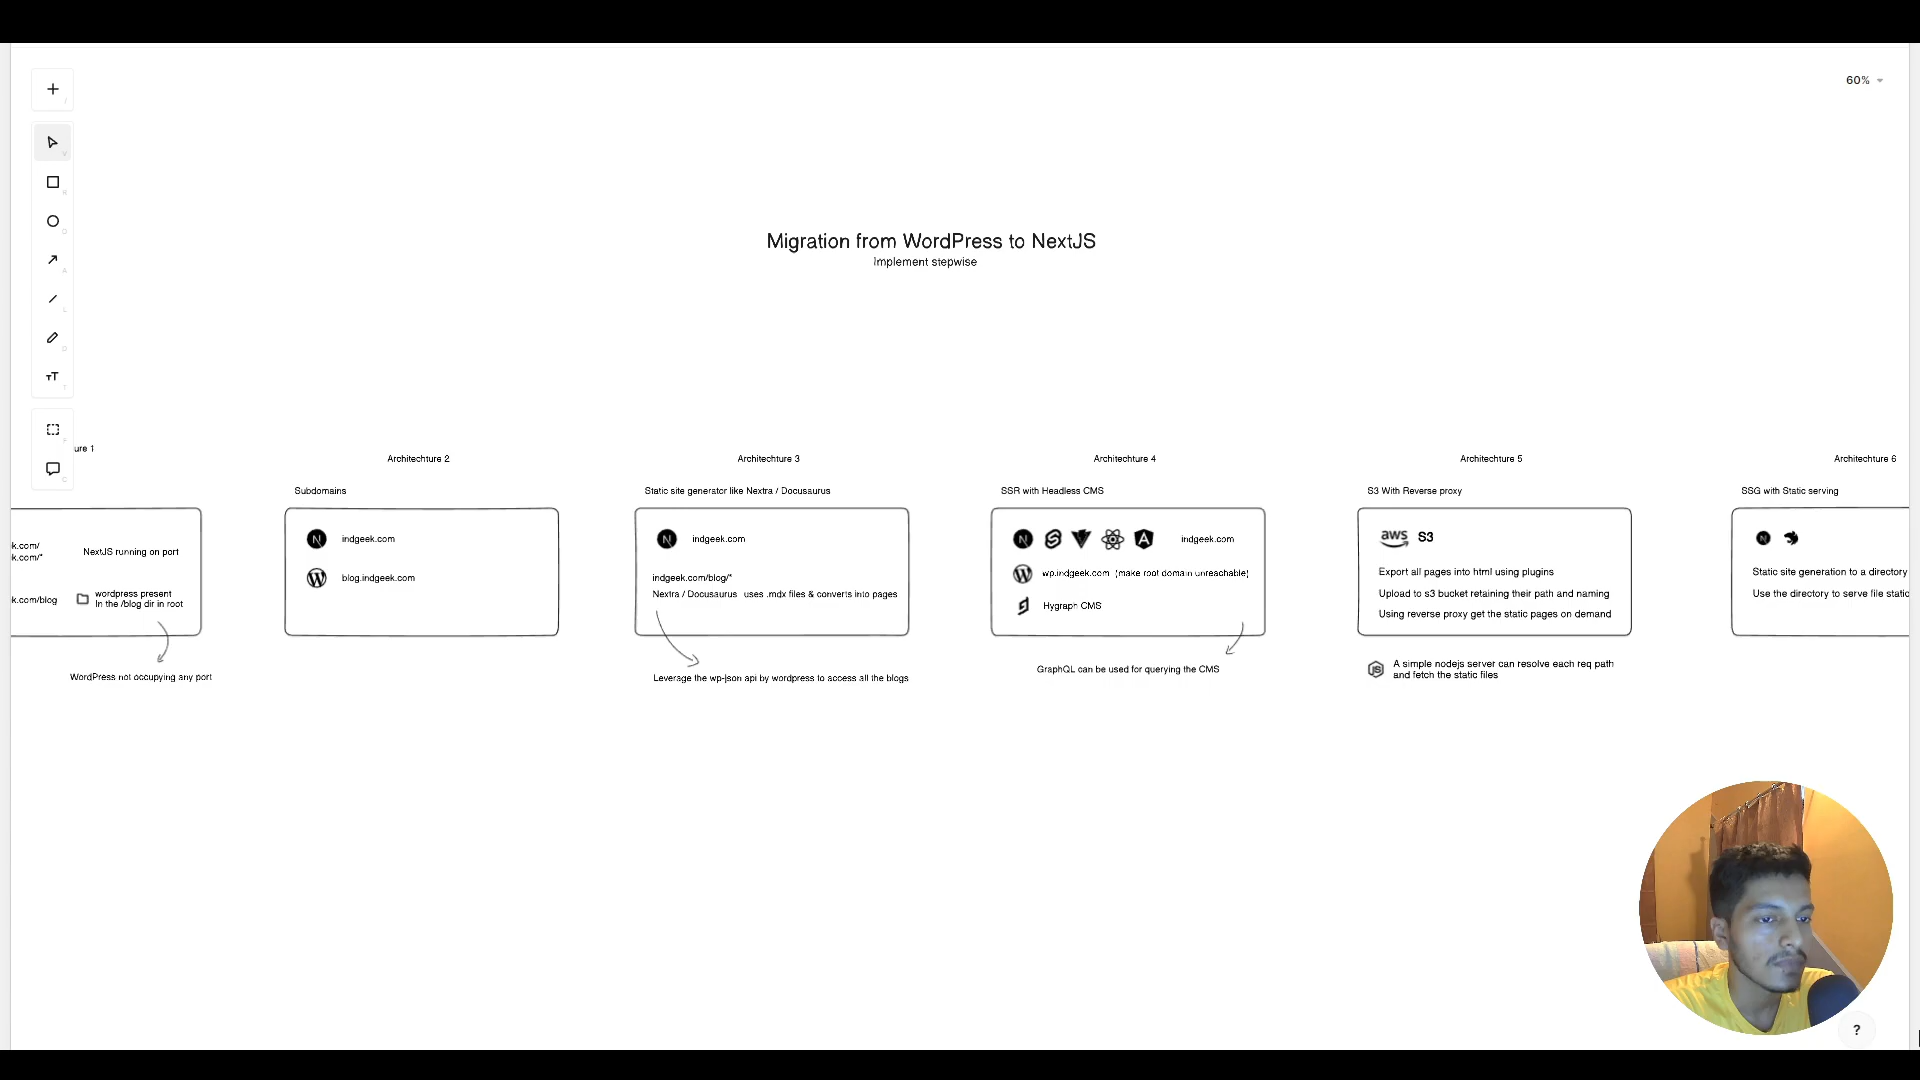 60%
Migration from WordPress to NextJS
Implement stepwise
ure 1
k.com/
k.com/*
NextJS running on port
k.com/blog
wordpress present
In the /blog dir in root
WordPress not occupying any port
Architechture 2
Subdomains
indgeek.com
blog.indgeek.com
Architechture 3
Static site generator like Nextra / Docusaurus
indgeek.com
indgeek.com/blog/*
Nextra / Docusaurus uses .mdx files & converts into pages
Leverage the wp-json api by wordpress to access all the blogs
Architechture 4
SSR with Headless CMS
indgeek.com
wp.indgeek.com (make root domain unreachable)
Hygraph CMS
GraphQL can be used for querying the CMS
Architechture 5
S3 With Reverse proxy
aws S3
Export all pages into html using plugins
Upload to s3 bucket retaining their path and naming
Using reverse proxy get the static pages on demand
A simple nodejs server can resolve each req path
and fetch the static files
Architechture 6
SSG with Static serving
Static site generation to a directory
Use the directory to serve file static
?